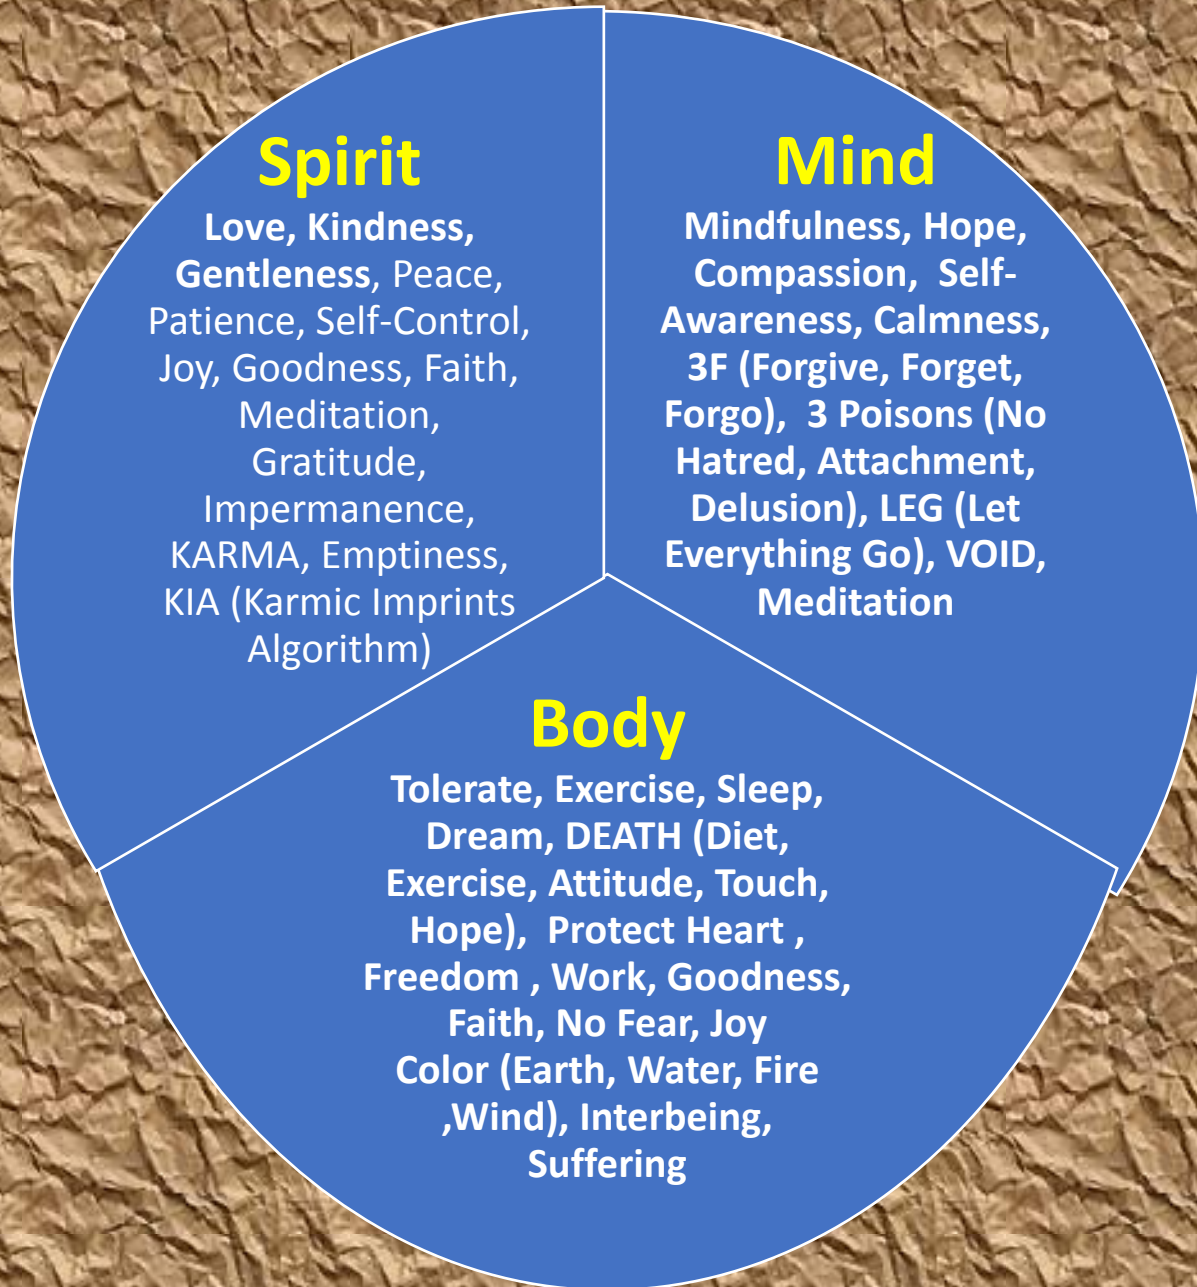 Spirit
Love, Kindness,
Gentleness, Peace,
Patience, Self-Control,
Joy, Goodness, Faith,
Meditation,
Gratitude,
Impermanence,
KARMA, Emptiness,
KIA (Karmic Imprints
Algorithm)
Mind
Mindfulness, Hope,
Compassion,  Self-
Awareness, Calmness,
3F (Forgive, Forget,
Forgo),  3 Poisons (No
Hatred, Attachment,
Delusion), LEG (Let
Everything Go), VOID,
Meditation
Body
Tolerate, Exercise, Sleep,
Dream, DEATH (Diet,
Exercise, Attitude, Touch,
Hope),  Protect Heart ,
Freedom , Work, Goodness,
Faith, No Fear, Joy
Color (Earth, Water, Fire
,Wind), Interbeing,
Suffering